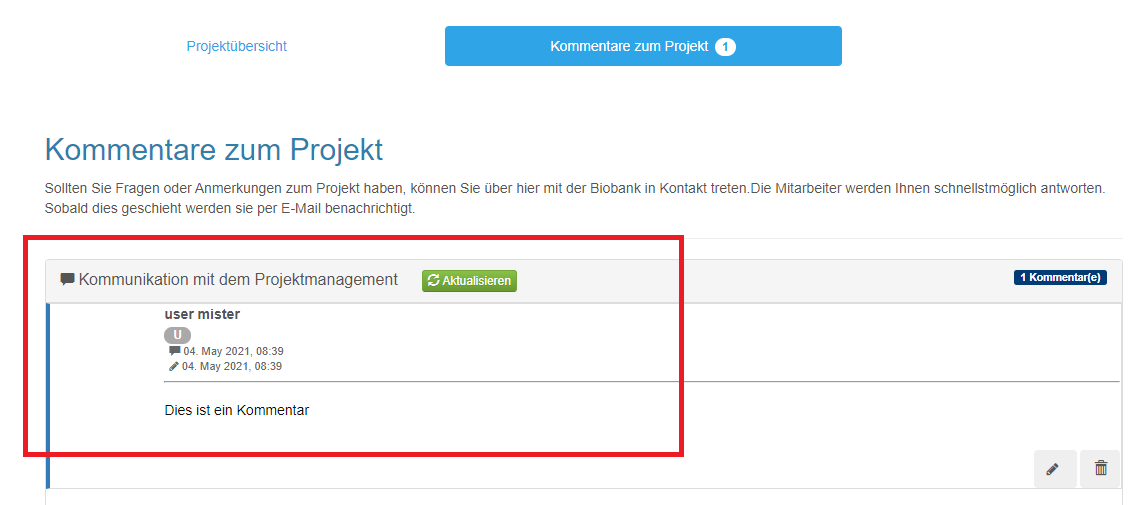 Projektübersicht
Kommentare zum Projekt 1
Kommentare zum Projekt
Sollten Sie Fragen oder Anmerkungen zum Projekt haben, können Sie über hier mit der Biobank in Kontakt treten.Die Mitarbeiter werden Ihnen schnellstmöglich antworten.
Sobald dies geschieht werden sie per E-Mail benachrichtigt.
Kommunikation mit dem Projektmanagement Aktualisieren 1 Kommentar(e)
user mister
U
04. May 2021, 08:39
04. May 2021, 08:39
Dies ist ein Kommentar